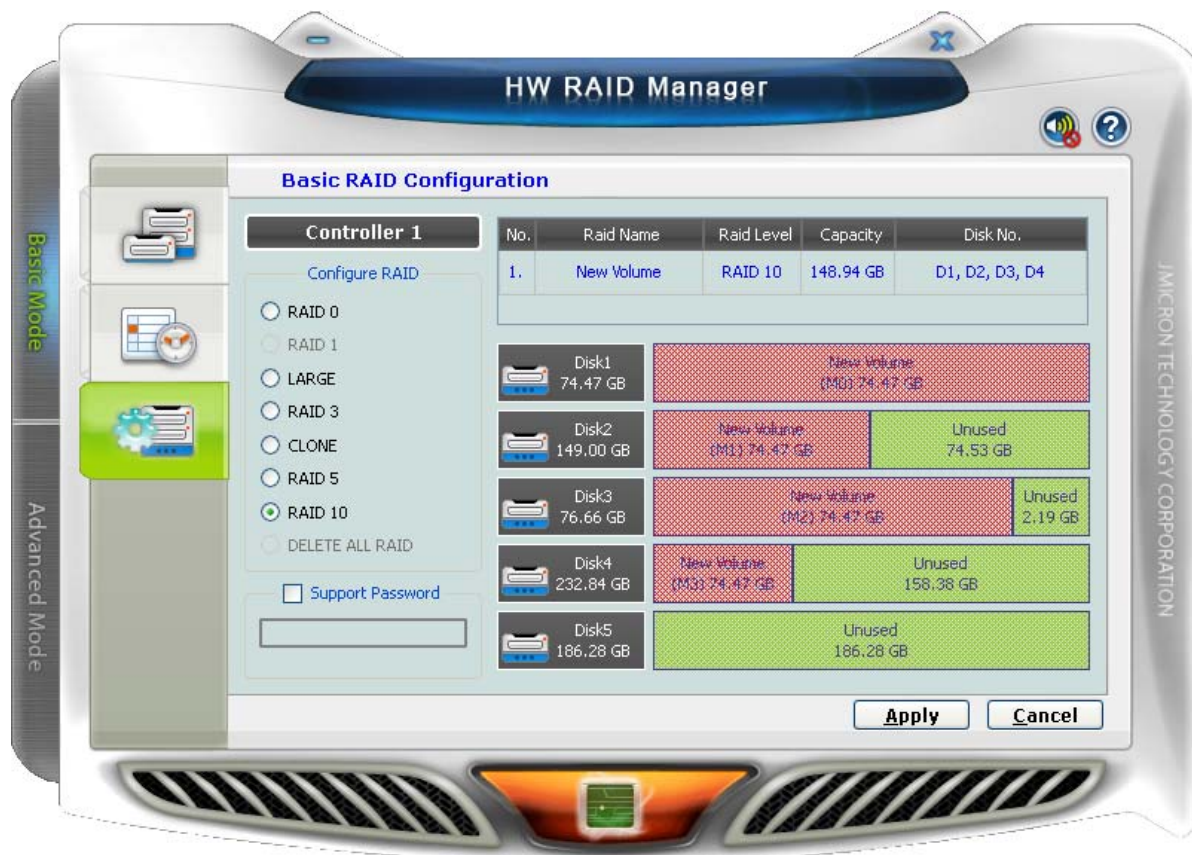 HW RAID Manager
Basic Mode
Advanced Mode
JMICRON TECHNOLOGY CORPORATION
Basic RAID Configuration
Controller 1
Configure RAID
RAID 0
RAID 1
LARGE
RAID 3
CLONE
RAID 5
RAID 10
DELETE ALL RAID
Support Password
No. Raid Name Raid Level Capacity Disk No.
1. New Volume RAID 10 148.94 GB D1, D2, D3, D4
Disk1
74.47 GB
New Volume
(M0) 74.47 GB
Disk2
149.00 GB
New Volume
(M1) 74.47 GB
Unused
74.53 GB
Disk3
76.66 GB
New Volume
(M2) 74.47 GB
Unused
2.19 GB
Disk4
232.84 GB
New Volume
(M3) 74.47 GB
Unused
158.38 GB
Disk5
186.28 GB
Unused
186.28 GB
Apply
Cancel